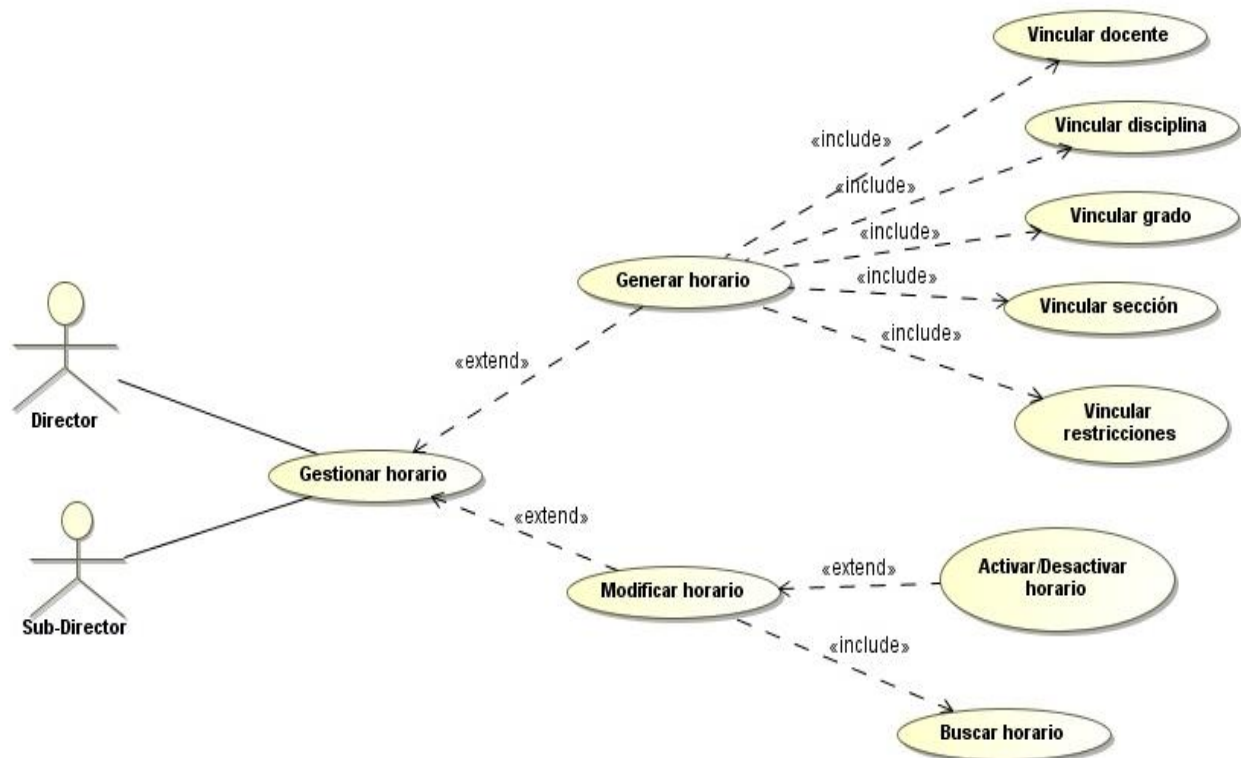 Vincular docente
«include»
Vincular disciplina
«include»
Vincular grado
«include»
Generar horario
«include»
Vincular sección
«include»
«extend»
Vincular
restricciones
Director
Gestionar horario
«extend»
Sub-Director
Modificar horario
«extend»
Activar/Desactivar
horario
«include»
Buscar horario